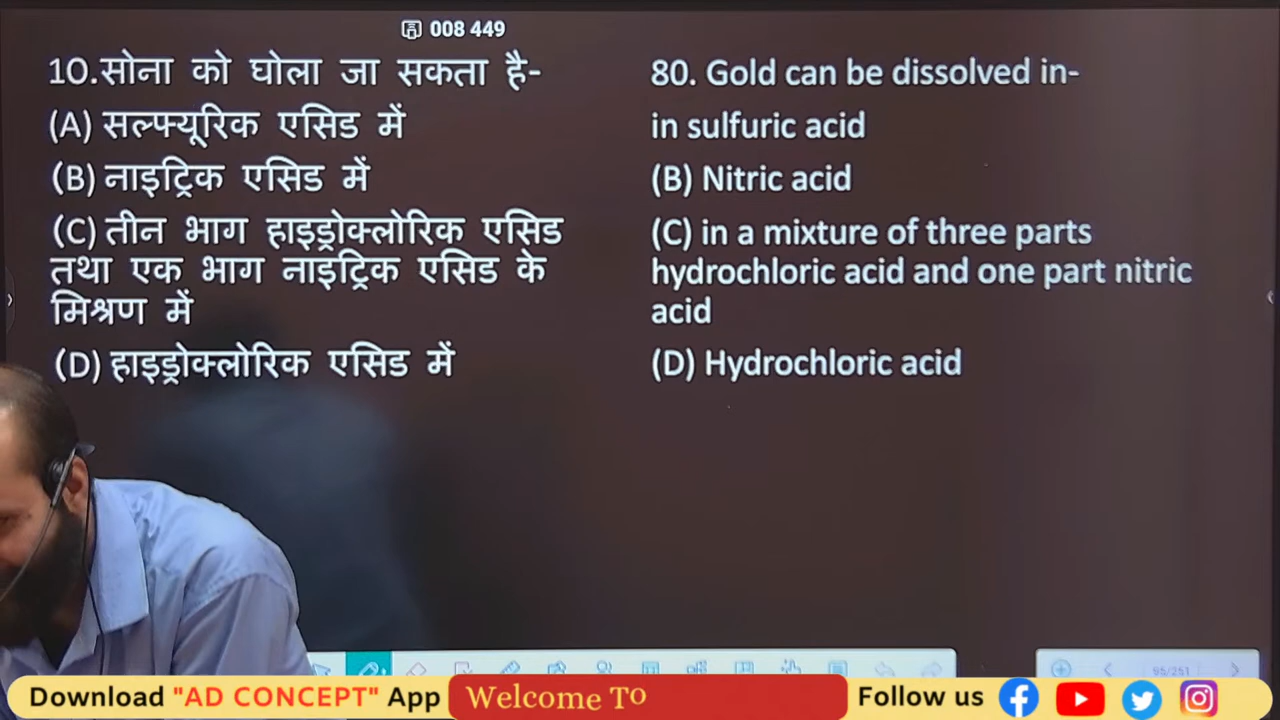 008 449
10.सोना को घोला जा सकता है-
(A) सल्फ्यूरिक एसिड में
(B) नाइट्रिक एसिड में
(C) तीन भाग हाइड्रोक्लोरिक एसिड
तथा एक भाग नाइट्रिक एसिड के
मिश्रण में
(D) हाइड्रोक्लोरिक एसिड में
80. Gold can be dissolved in-
in sulfuric acid
(B) Nitric acid
(C) in a mixture of three parts
hydrochloric acid and one part nitric
acid
(D) Hydrochloric acid
95/251
Download "AD CONCEPT" App
Welcome To
Follow us